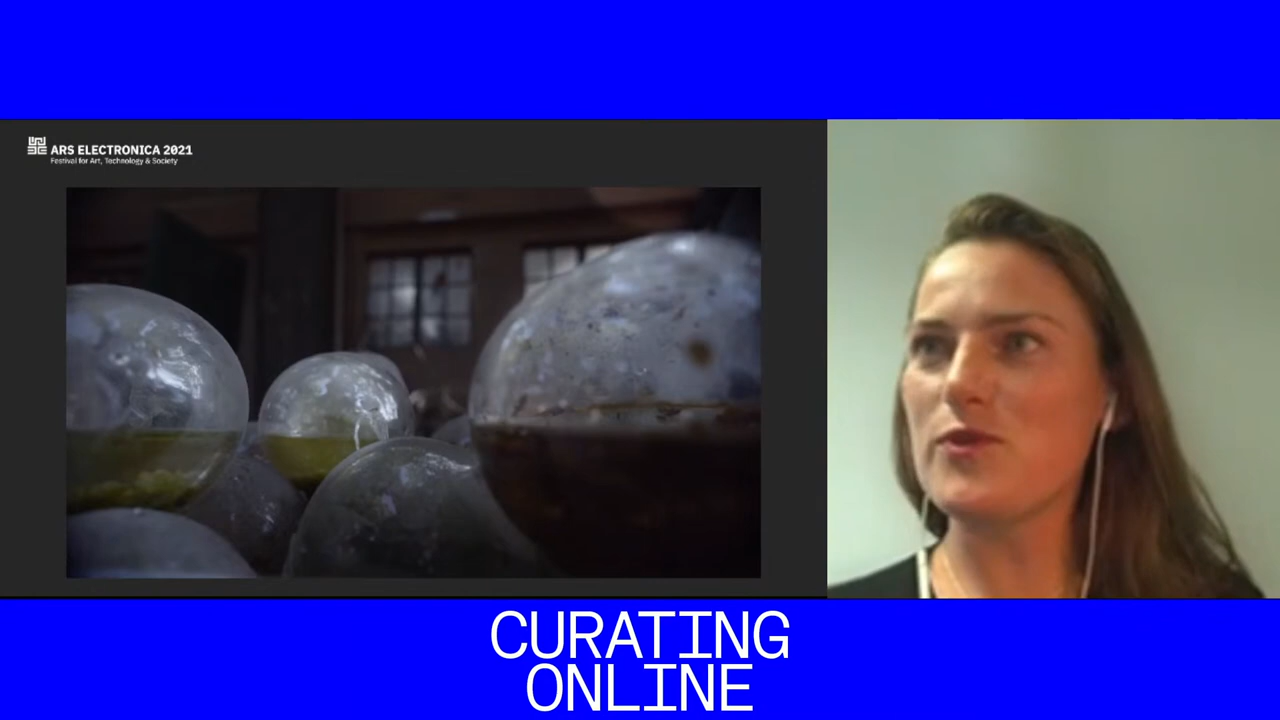 ARS ELECTRONICA 2021
Festival for Art, Technology & Society
CURATING
ONLINE